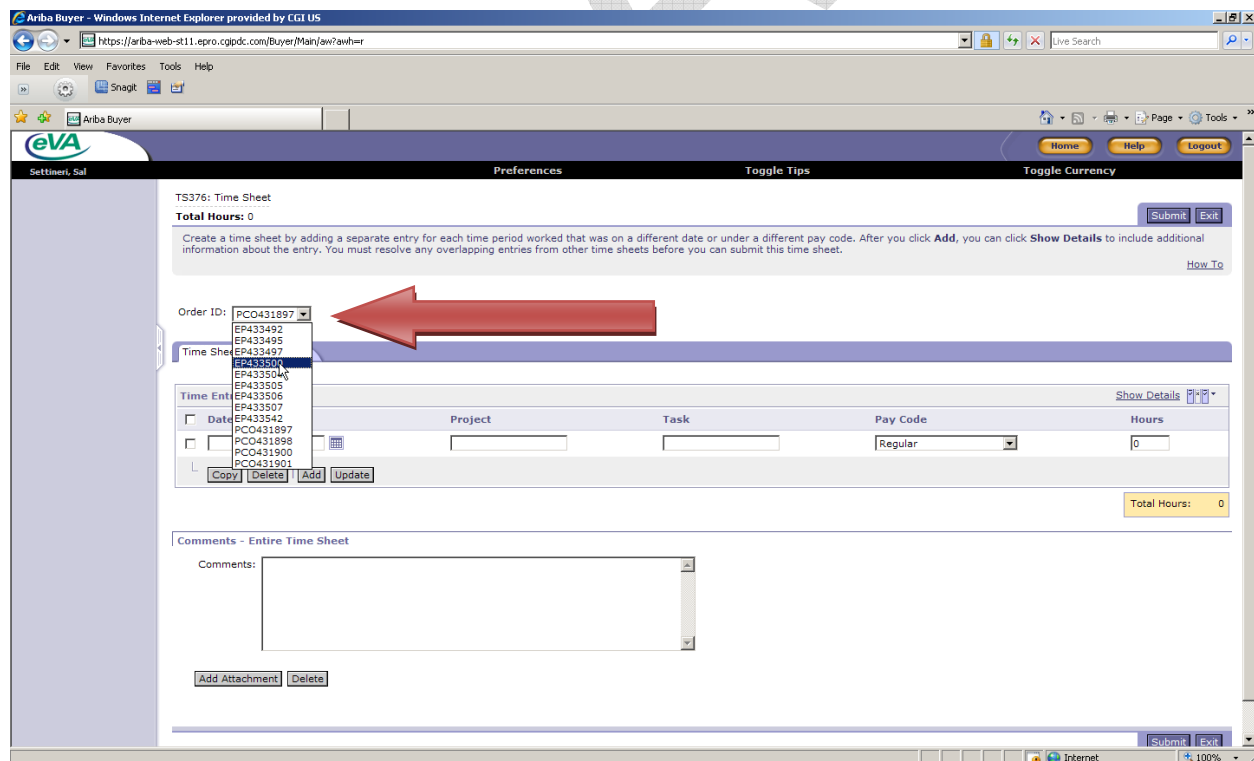 Ariba Buyer - Windows Internet Explorer provided by CGI US
https://ariba-web-st11.epro.cgipdc.com/Buyer/Main/aw?awh=r
Live Search
File Edit View Favorites Tools Help
Snagit
Ariba Buyer
Page Tools
eVA
Home Help Logout
Settineri, Sal Preferences Toggle Tips Toggle Currency
TS376: Time Sheet
Total Hours: 0
Submit Exit
Create a time sheet by adding a separate entry for each time period worked that was on a different date or under a different pay code. After you click Add, you can click Show Details to include additional
information about the entry. You must resolve any overlapping entries from other time sheets before you can submit this time sheet.
How To
Order ID: PCO431897
EP433492
EP433495
EP433497
EP433500
EP433505
EP433506
EP433507
EP433542
PCO431897
PCO431898
PCO431900
PCO431901
Time Shee
Time Ent
Show Details
Date Project Task Pay Code Hours
Regular 0
Copy Delete Add Update
Total Hours: 0
Comments - Entire Time Sheet
Comments:
Add Attachment Delete
Submit Exit
Internet 100%